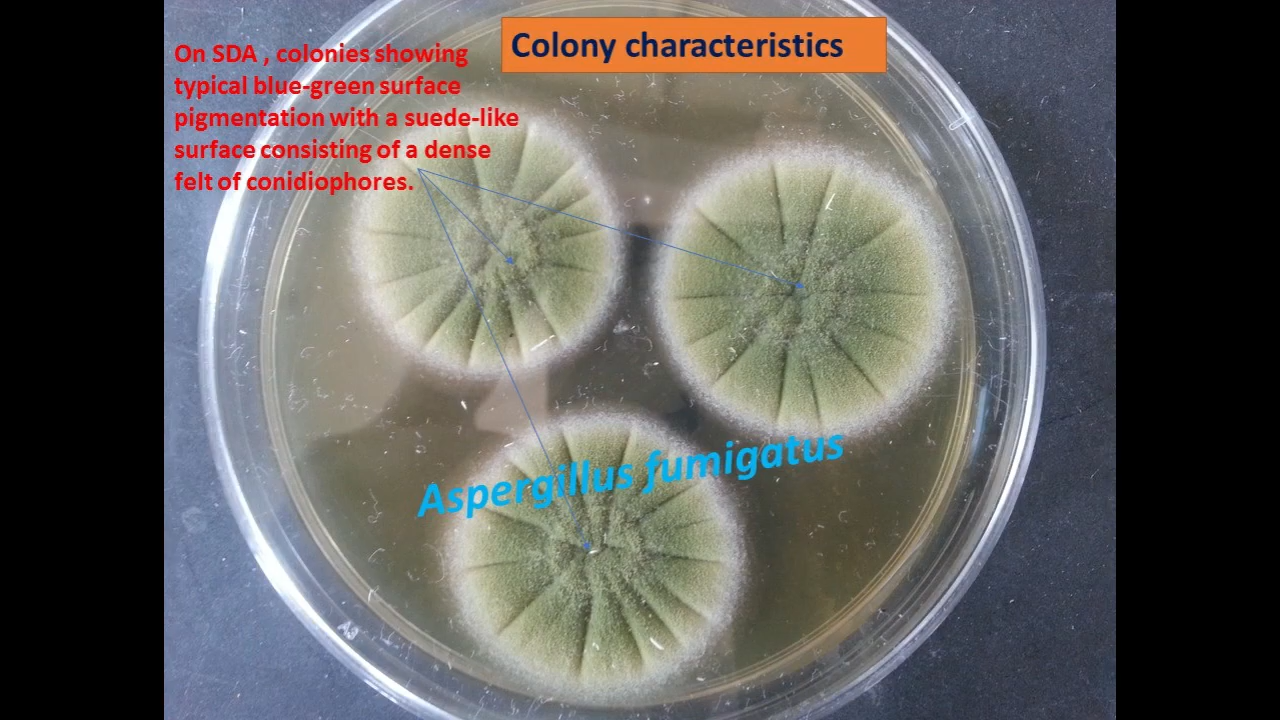 Colony characteristics
On SDA , colonies showing
typical blue-green surface
pigmentation with a suede-like
surface consisting of a dense
felt of conidiophores.
Aspergillus fumigatus